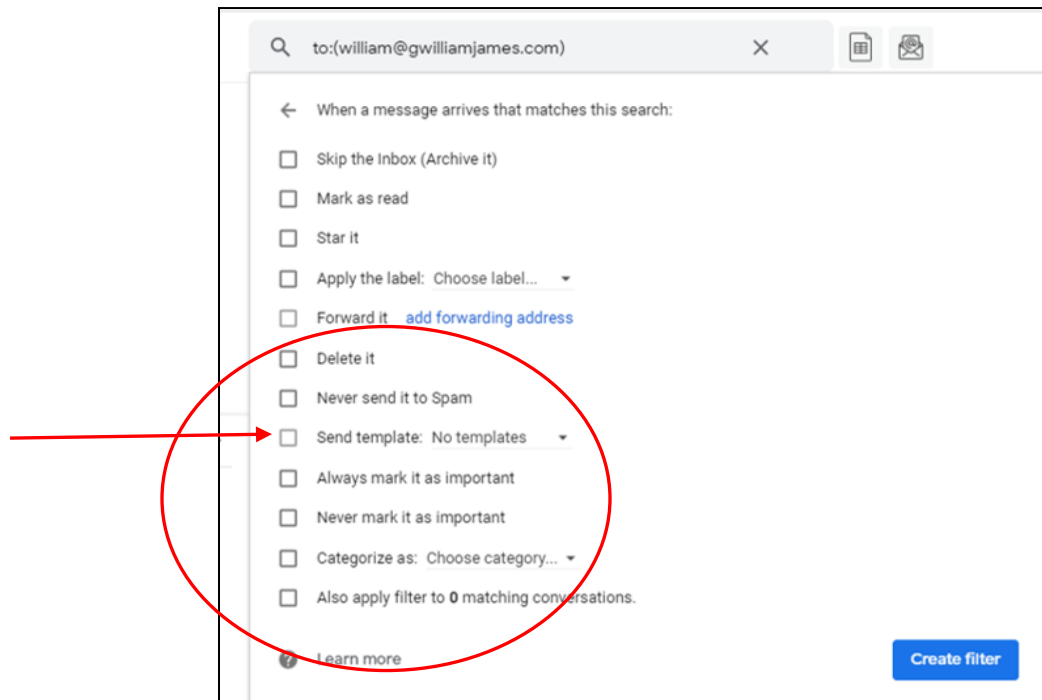 to:(william@gwilliamjames.com)
When a message arrives that matches this search:
Skip the Inbox (Archive it)
Mark as read
Star it
Apply the label: Choose label...
Forward it add forwarding address
Delete it
Never send it to Spam
Send template: No templates
Always mark it as important
Never mark it as important
Categorize as: Choose category...
Also apply filter to 0 matching conversations.
Learn more
Create filter